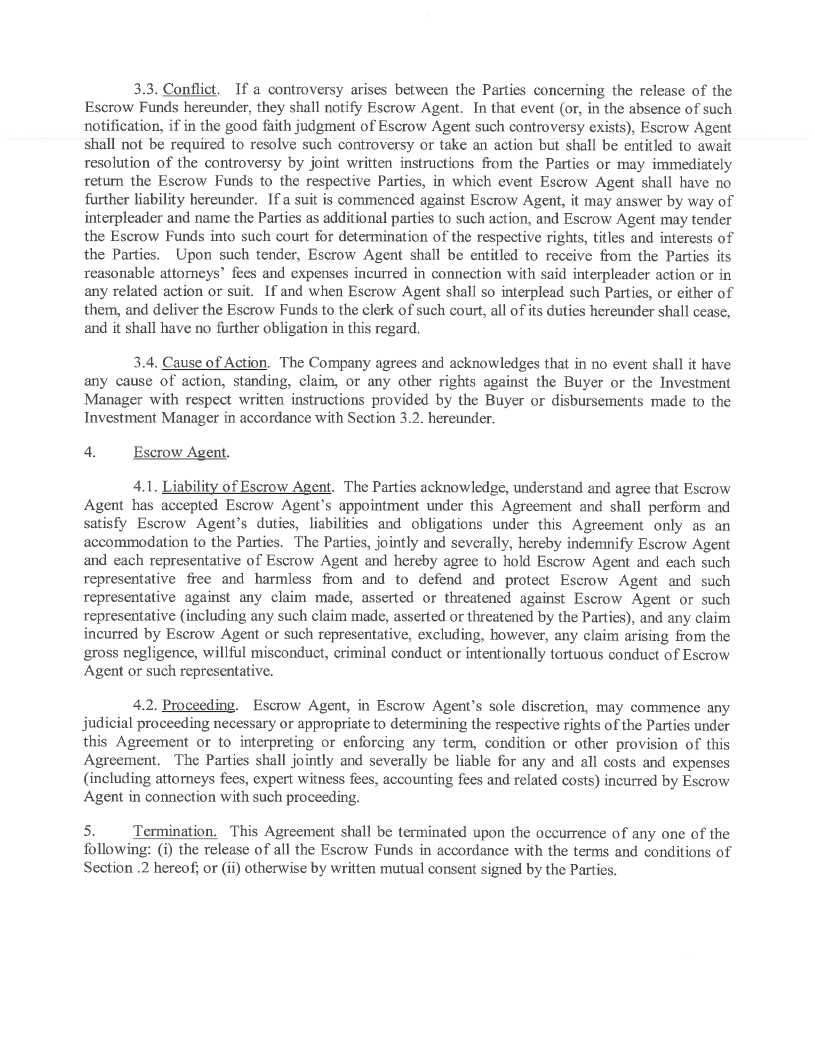 3.3. Conflict. If a controversy arises between the Parties concerning the release of the
Escrow Funds hereunder, they shall notify Escrow Agent. In that event (or, in the absence of such
notification, if in the good faith judgment of Escrow Agent such controversy exists), Escrow Agent
shall not be required to resolve such controversy or take an action but shall be entitled to await
resolution of the controversy by joint written instructions from the Parties or may immediately
return the Escrow Funds to the respective Parties, in which event Escrow Agent shall have no
further liability hereunder. If a suit is commenced against Escrow Agent, it may answer by way of
interpleader and name the Parties as additional parties to such action, and Escrow Agent may tender
the Escrow Funds into such court for determination of the respective rights, titles and interests of
the Parties. Upon such tender, Escrow Agent shall be entitled to receive from the Parties its
reasonable attorneys' fees and expenses incurred in connection with said interpleader action or in
any related action or suit. If and when Escrow Agent shall so interplead such Parties, or either of
them, and deliver the Escrow Funds to the clerk of such court, all of its duties hereunder shall cease,
and it shall have no further obligation in this regard.
3.4. Cause of Action. The Company agrees and acknowledges that in no event shall it have
any cause of action, standing, claim, or any other rights against the Buyer or the Investment
Manager with respect written instructions provided by the Buyer or disbursements made to the
Investment Manager in accordance with Section 3.2. hereunder.
4. Escrow Agent.
4.1. Liability of Escrow Agent. The Parties acknowledge, understand and agree that Escrow
Agent has accepted Escrow Agent's appointment under this Agreement and shall perform and
satisfy Escrow Agent's duties, liabilities and obligations under this Agreement only as an
accommodation to the Parties. The Parties, jointly and severally, hereby indemnify Escrow Agent
and each representative of Escrow Agent and hereby agree to hold Escrow Agent and each such
representative free and harmless from and to defend and protect Escrow Agent and such
representative against any claim made, asserted or threatened against Escrow Agent or such
representative (including any such claim made, asserted or threatened by the Parties), and any claim
incurred by Escrow Agent or such representative, excluding, however, any claim arising from the
gross negligence, willful misconduct, criminal conduct or intentionally tortuous conduct of Escrow
Agent or such representative.
4.2. Proceeding. Escrow Agent, in Escrow Agent's sole discretion, may commence any
judicial proceeding necessary or appropriate to determining the respective rights of the Parties under
this Agreement or to interpreting or enforcing any term, condition or other provision of this
Agreement. The Parties shall jointly and severally be liable for any and all costs and expenses
(including attorneys fees, expert witness fees, accounting fees and related costs) incurred by Escrow
Agent in connection with such proceeding.
5. Termination. This Agreement shall be terminated upon the occurrence of any one of the
following: (i) the release of all the Escrow Funds in accordance with the terms and conditions of
Section .2 hereof; or (ii) otherwise by written mutual consent signed by the Parties.